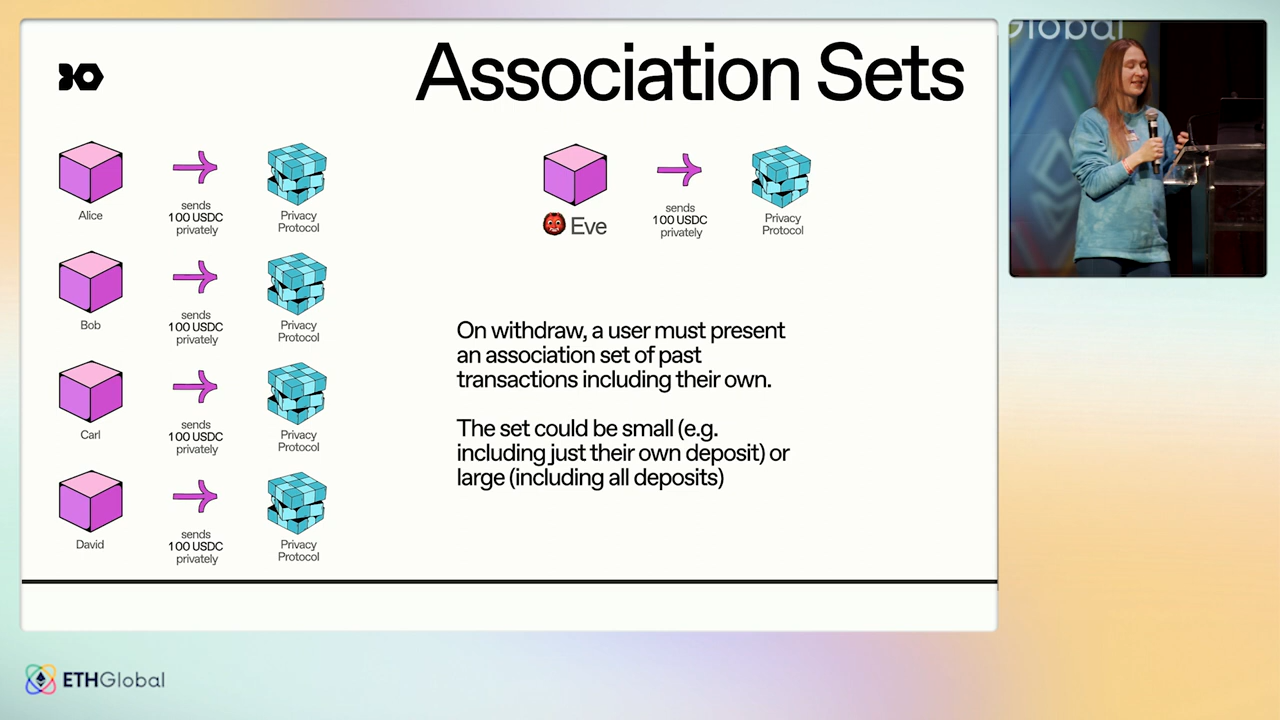 Association Sets
Alice
sends
100 USDC
privately
Privacy
Protocol
Bob
sends
100 USDC
privately
Privacy
Protocol
Carl
sends
100 USDC
privately
Privacy
Protocol
David
sends
100 USDC
privately
Privacy
Protocol
Eve
sends
100 USDC
privately
Privacy
Protocol
On withdraw, a user must present
an association set of past
transactions including their own.
The set could be small (e.g.
including just their own deposit) or
large (including all deposits)
Global
ETHGlobal